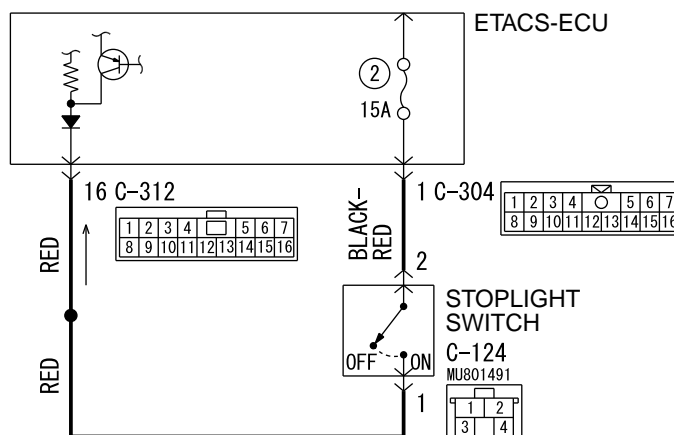 ETACS-ECU
2
15A
16 C-312
1 2 3 4 5 6 7
8 9 10 11 12 13 14 15 16
1 C-304
1 2 3 4 5 6 7
8 9 10 11 12 13 14 15 16
RED
BLACK-
RED
2
STOPLIGHT
SWITCH
OFF ON
C-124
MU801491
RED
1
1 2
3 4